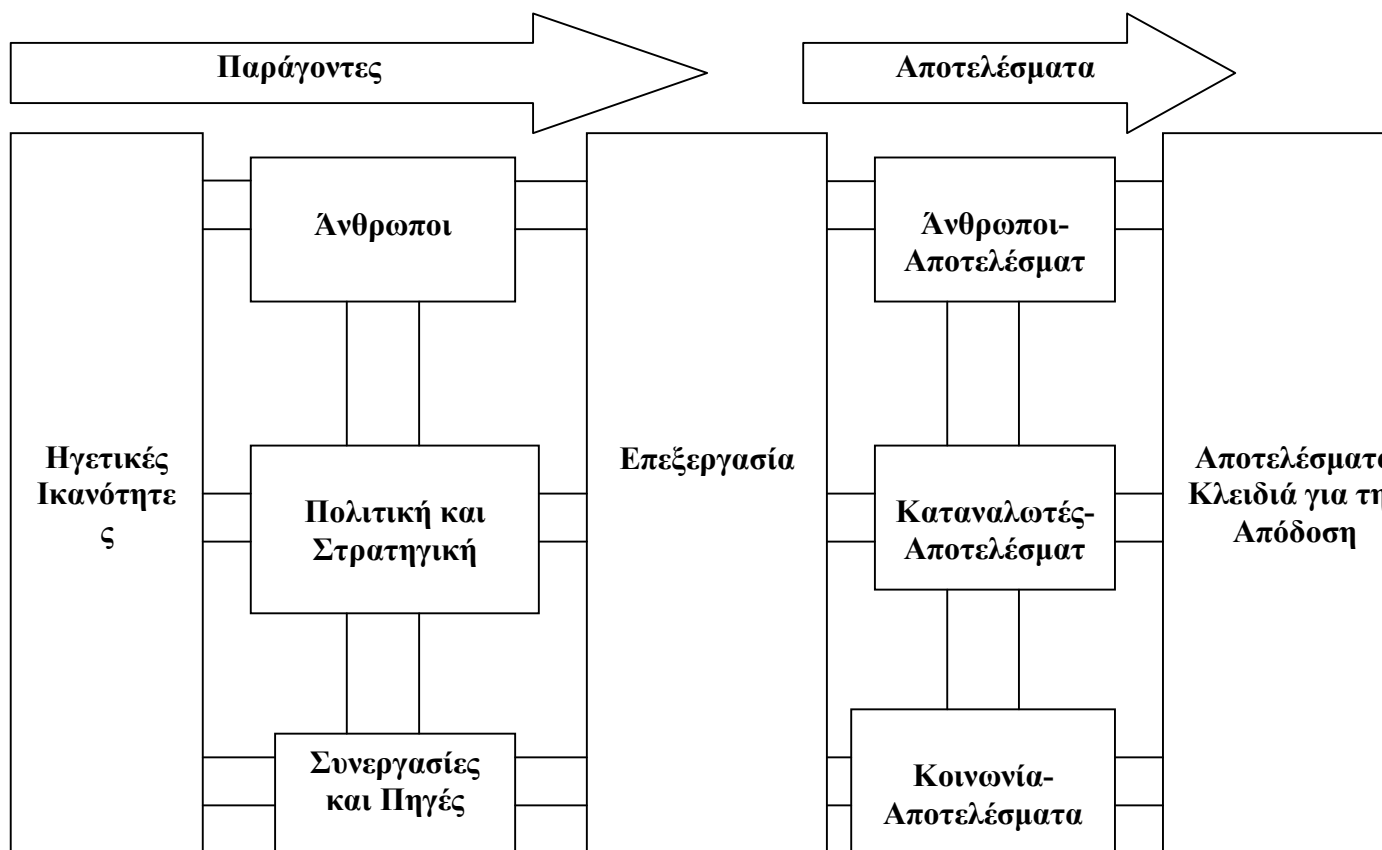 Παράγοντες
Αποτελέσματα
Άνθρωποι
Άνθρωποι-
Αποτελέσματ
Ηγετικές
Ικανότητε
ς
Πολιτική και
Στρατηγική
Επεξεργασία
Καταναλωτές-
Αποτελέσματ
Αποτελέσματα
Κλειδιά για τη
Απόδοση
Συνεργασίες
και Πηγές
Κοινωνία-
Αποτελέσματα